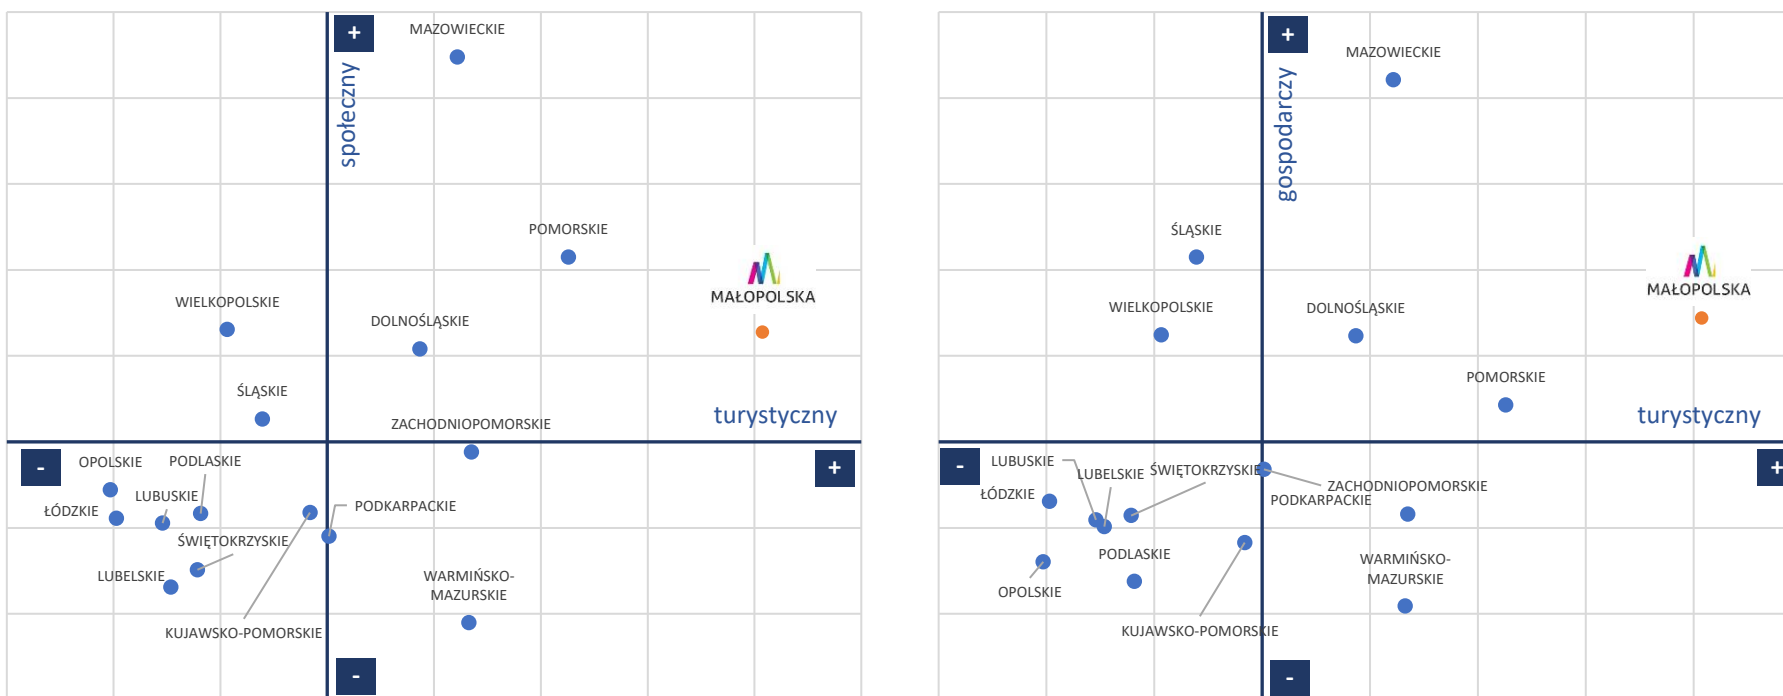 +
MAZOWIECKIE
społeczny
POMORSKIE
MAŁOPOLSKA
WIELKOPOLSKIE
DOLNOŚLĄSKIE
ŚLĄSKIE
turystyczny
ZACHODNIOPOMORSKIE
-
OPOLSKIE
PODLASKIE
+
LUBUSKIE
ŁÓDZKIE
PODKARPACKIE
ŚWIĘTOKRZYSKIE
LUBELSKIE
WARMIŃSKO-
MAZURSKIE
KUJAWSKO-POMORSKIE
-
+
MAZOWIECKIE
gospodarczy
ŚLĄSKIE
MAŁOPOLSKA
WIELKOPOLSKIE
DOLNOŚLĄSKIE
POMORSKIE
turystyczny
-
LUBUSKIE
LUBELSKIE
ŚWIĘTOKRZYSKIE
+
ŁÓDZKIE
ZACHODNIOPOMORSKIE
PODKARPACKIE
PODLASKIE
WARMIŃSKO-
MAZURSKIE
OPOLSKIE
KUJAWSKO-POMORSKIE
-